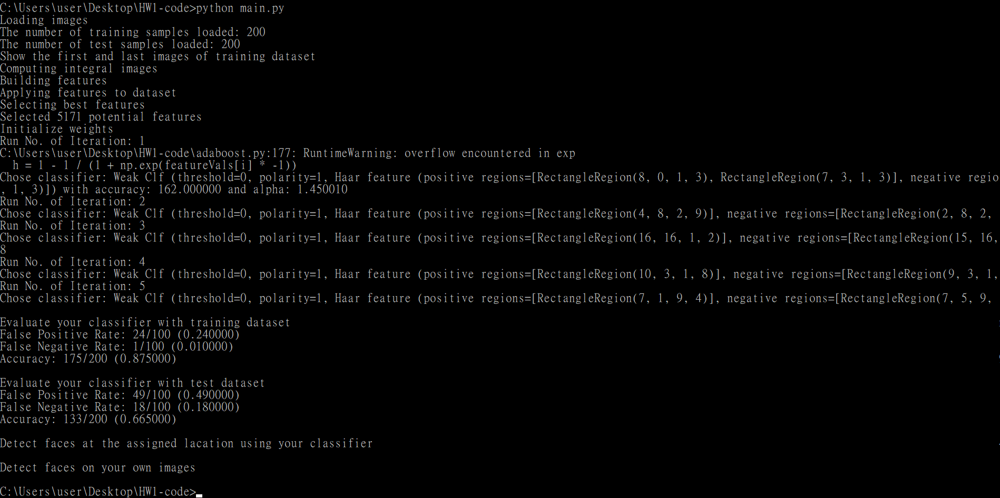 C:\Users\user\Desktop\HW1-code>python main.py
Loading images
The number of training samples loaded: 200
The number of test samples loaded: 200
Show the first and last images of training dataset
Computing integral images
Building features
Applying features to dataset
Selecting best features
Selected 5171 potential features
Initialize weights
Run No. of Iteration: 1
C:\Users\user\Desktop\HW1-code\adaboost.py:177: RuntimeWarning: overflow encountered in exp
  h = 1 - 1 / (1 + np.exp(featureVals[i] * -1))
Chose classifier: Weak Clf (threshold=0, polarity=1, Haar feature (positive regions=[RectangleRegion(8, 0, 1, 3), RectangleRegion(7, 3, 1, 3)], negative regio
, 1, 3)]) with accuracy: 162.000000 and alpha: 1.450010
Run No. of Iteration: 2
Chose classifier: Weak Clf (threshold=0, polarity=1, Haar feature (positive regions=[RectangleRegion(4, 8, 2, 9)], negative regions=[RectangleRegion(2, 8, 2,
Run No. of Iteration: 3
Chose classifier: Weak Clf (threshold=0, polarity=1, Haar feature (positive regions=[RectangleRegion(16, 16, 1, 2)], negative regions=[RectangleRegion(15, 16,
8
Run No. of Iteration: 4
Chose classifier: Weak Clf (threshold=0, polarity=1, Haar feature (positive regions=[RectangleRegion(10, 3, 1, 8)], negative regions=[RectangleRegion(9, 3, 1,
Run No. of Iteration: 5
Chose classifier: Weak Clf (threshold=0, polarity=1, Haar feature (positive regions=[RectangleRegion(7, 1, 9, 4)], negative regions=[RectangleRegion(7, 5, 9,
Evaluate your classifier with training dataset
False Positive Rate: 24/100 (0.240000)
False Negative Rate: 1/100 (0.010000)
Accuracy: 175/200 (0.875000)
Evaluate your classifier with test dataset
False Positive Rate: 49/100 (0.490000)
False Negative Rate: 18/100 (0.180000)
Accuracy: 133/200 (0.665000)
Detect faces at the assigned lacation using your classifier
Detect faces on your own images
C:\Users\user\Desktop\HW1-code>